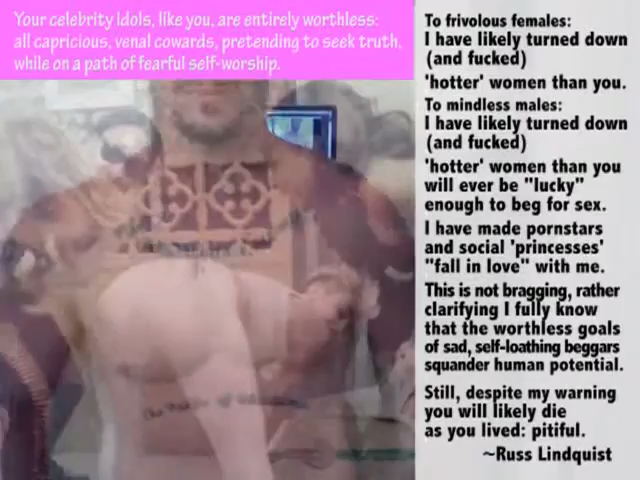 Your celebrity idols, like you, are entirely worthless:
all capricious, venal cowards, pretending to seek truth,
while on a path of fearful self-worship.
To frivolous females:
I have likely turned down
(and fucked)
'hotter' women than you.
To mindless males:
I have likely turned down
(and fucked)
'hotter' women than you
will ever be "lucky"
enough to beg for sex.
I have made pornstars
and social 'princesses'
"fall in love" with me.
This is not bragging, rather
clarifying I fully know
that the worthless goals
of sad, self-loathing beggars
squander human potential.
Still, despite my warning
you will likely die
as you lived: pitiful.
~Russ Lindquist